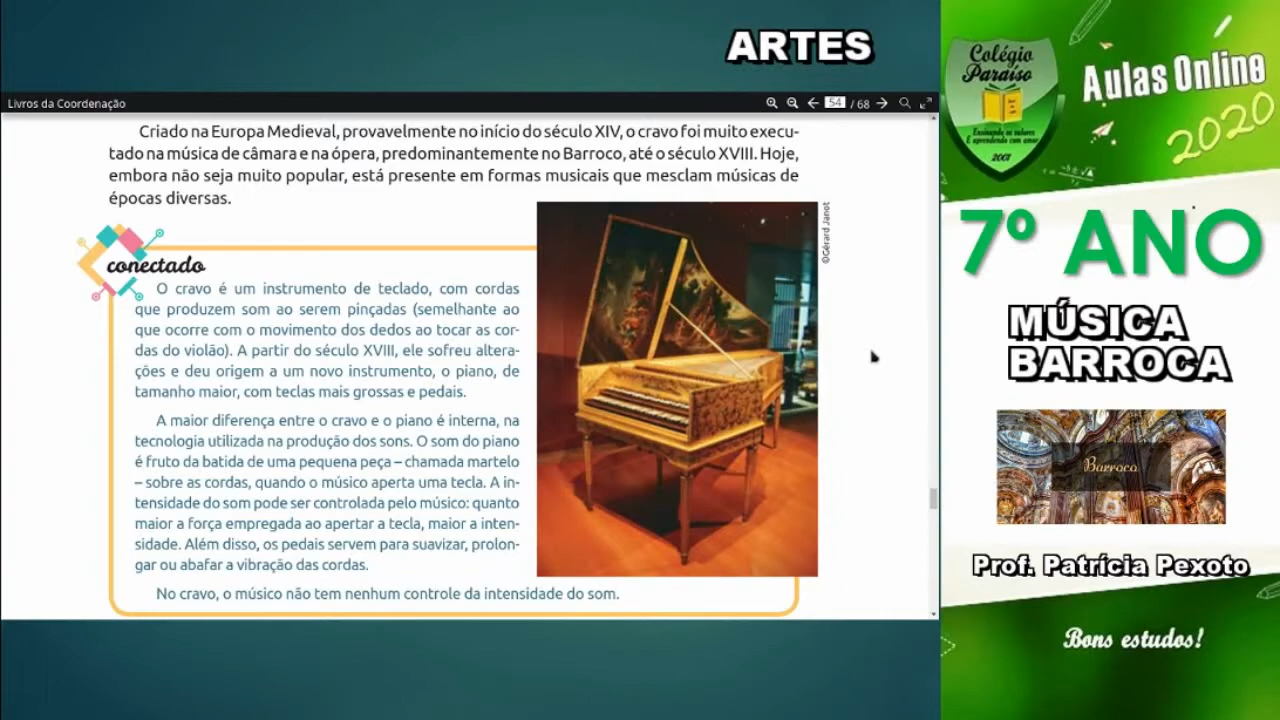 ARTES
Livros da Coordenação
54 / 68
Criado na Europa Medieval, provavelmente no início do século XIV, o cravo foi muito execu-
tado na música de câmara e na ópera, predominantemente no Barroco, até o século XVIII. Hoje,
embora não seja muito popular, está presente em formas musicais que mesclam músicas de
épocas diversas.
©Gérard Janot
conectado
O cravo é um instrumento de teclado, com cordas
que produzem som ao serem pinçadas (semelhante ao
que ocorre com o movimento dos dedos ao tocar as cor-
das do violão). A partir do século XVIII, ele sofreu altera-
ções e deu origem a um novo instrumento, o piano, de
tamanho maior, com teclas mais grossas e pedais.
A maior diferença entre o cravo e o piano é interna, na
tecnologia utilizada na produção dos sons. O som do piano
é fruto da batida de uma pequena peça – chamada martelo
– sobre as cordas, quando o músico aperta uma tecla. A in-
tensidade do som pode ser controlada pelo músico: quanto
maior a força empregada ao apertar a tecla, maior a inten-
sidade. Além disso, os pedais servem para suavizar, prolon-
gar ou abafar a vibração das cordas.
No cravo, o músico não tem nenhum controle da intensidade do som.
Colégio
Paraíso
Ensinando os valores
E aprendendo com amor
2007
Aulas Online
2020
7º ANO
MÚSICA
BARROCA
Barroco
Prof. Patrícia Pexoto
Bons estudos!